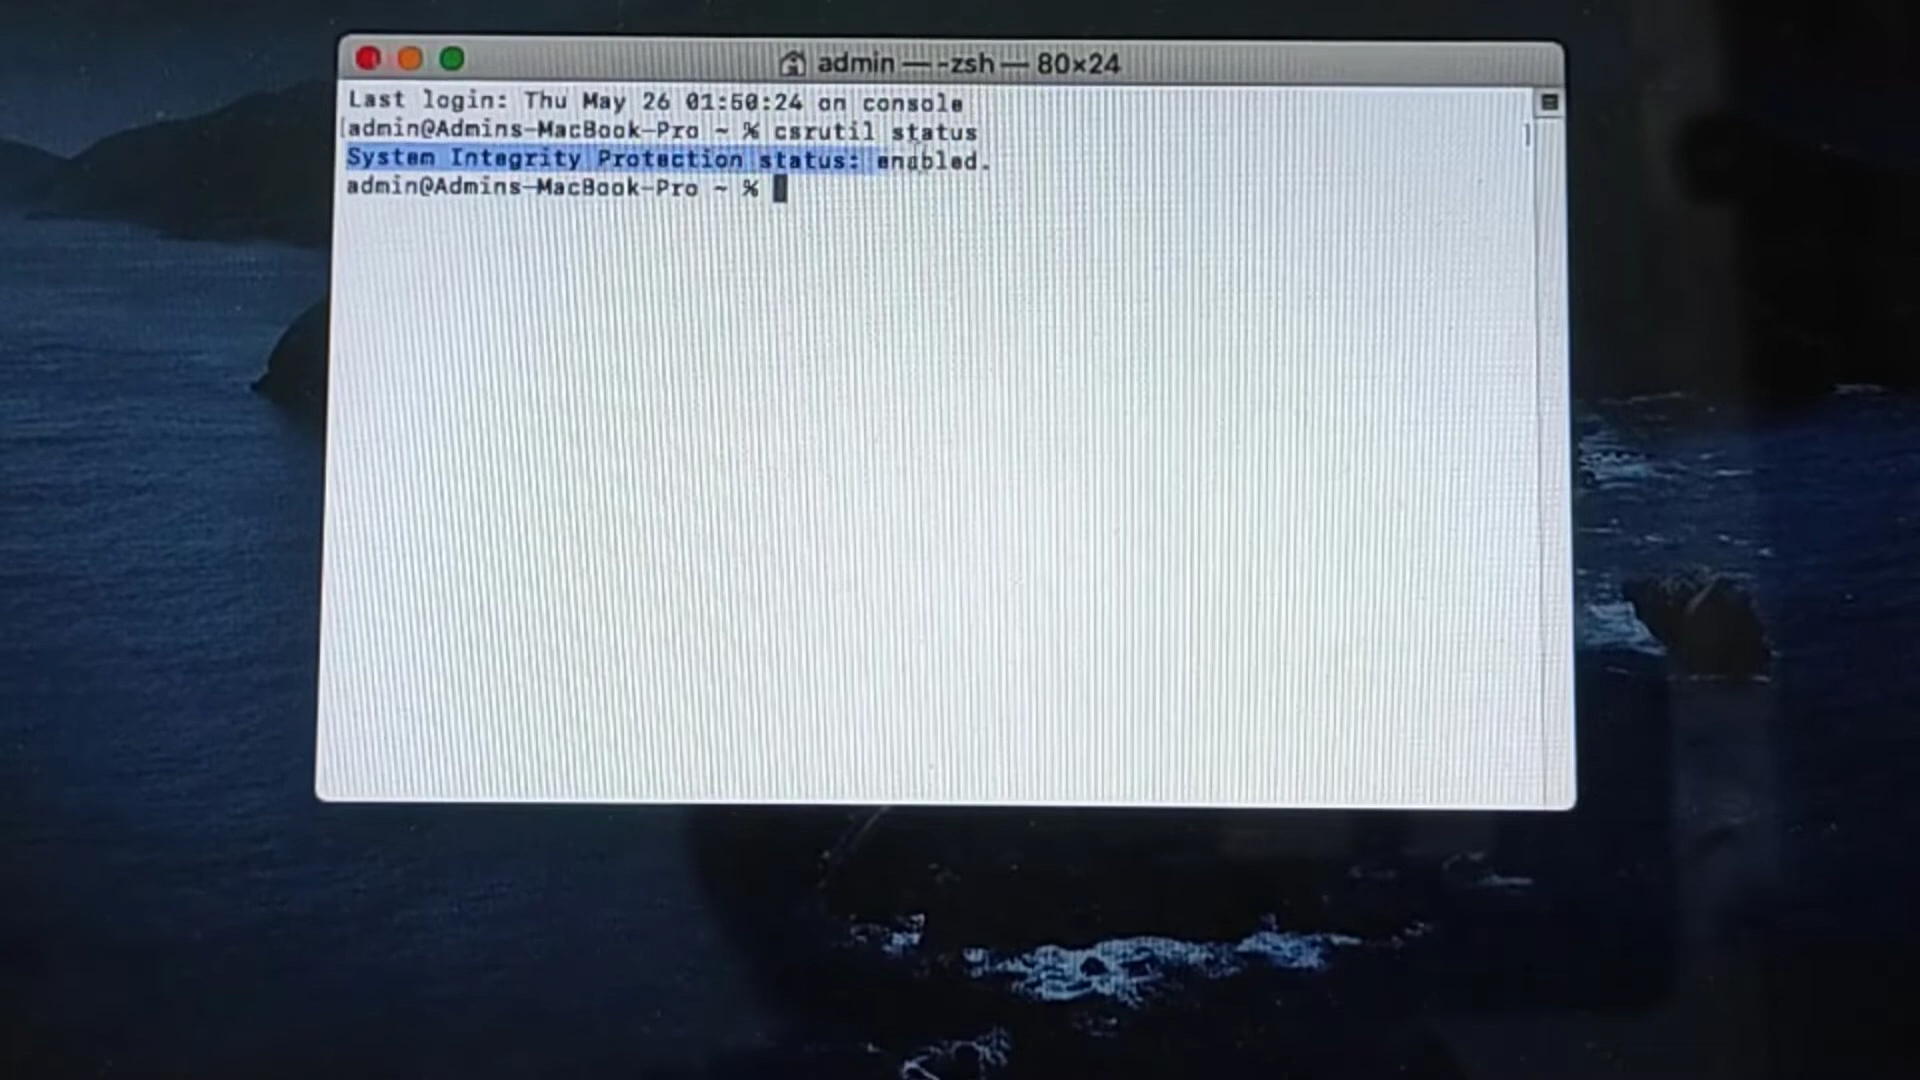 admin — -zsh — 80×24
Last login: Thu May 26 01:50:24 on console
[admin@Admins-MacBook-Pro ~ % csrutil status ]
System Integrity Protection status: enabled.
admin@Admins-MacBook-Pro ~ %